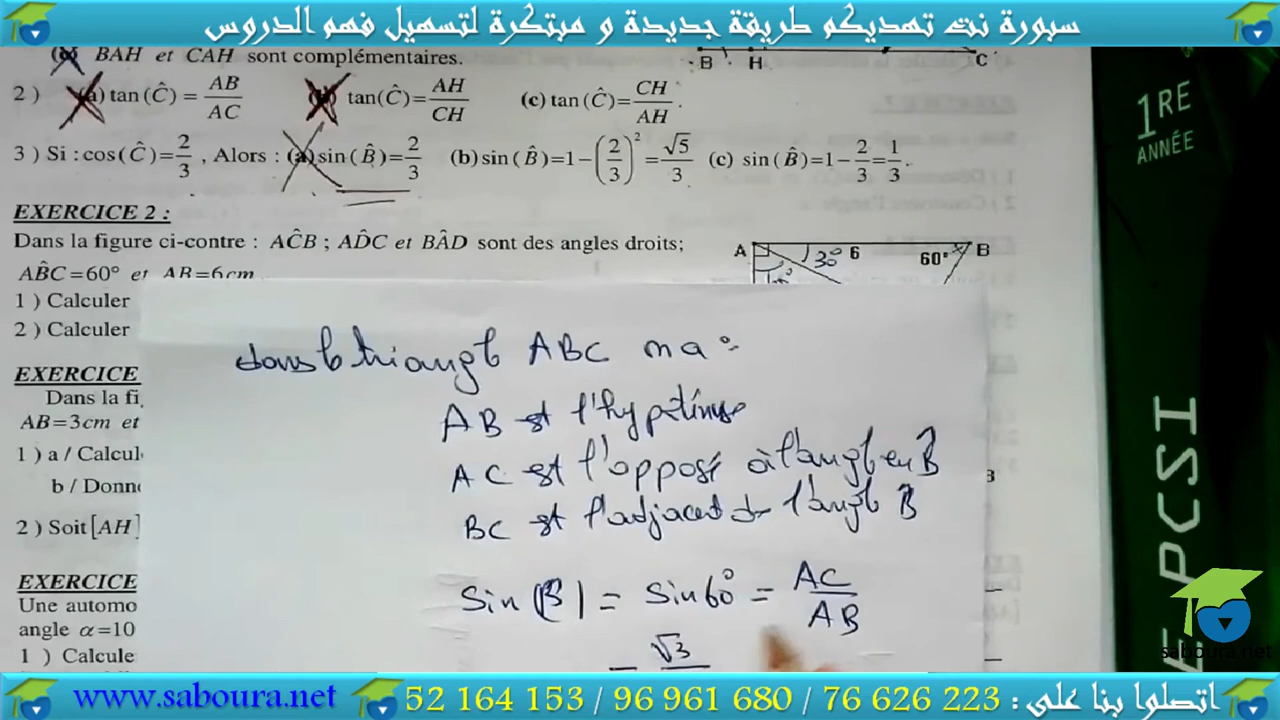 سبورة نت تهديكم طريقة جديدة و مبتكرة لتسهيل فهم الدروس
BAH et CAH sont complémentaires.
B H C
2 ) (a) tan(Ĉ) = AB/AC (b) tan(Ĉ) = AH/CH (c) tan(Ĉ) = CH/AH .
3 ) Si : cos(Ĉ) = 2/3 , Alors : (a) sin(B̂) = 2/3 (b) sin(B̂) = 1 − (2/3)² = √5/3 (c) sin(B̂) = 1 − 2/3 = 1/3 .
EXERCICE 2 :
Dans la figure ci-contre : AĈB ; AD̂C et BÂD sont des angles droits;
AB̂C = 60° et AB = 6cm
A 30° 6 60° B
1 ) Calculer
2 ) Calculer
EXERCICE
Dans la fi
AB=3cm et
1 ) a / Calcul
b / Donn
2 ) Soit [AH]
EXERCICE
Une automo
angle α=10
1 ) Calcule
dans le triangle ABC on a :
AB est l'hypoténuse
AC est l'opposé à l'angle en B̂
BC est l'adjacent de l'angle B̂
Sin (B̂) = sin 60° = AC/AB
= √3
1RE
ANNÉE
E PCSI
saboura.net
www.saboura.net 52 164 153 / 96 961 680 / 76 626 223 : اتصلوا بنا على